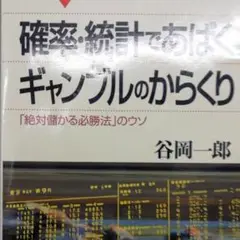 確率・統計であばく
ギャンブルのからくり
「絶対儲かる必勝法」のウソ
谷岡一郎